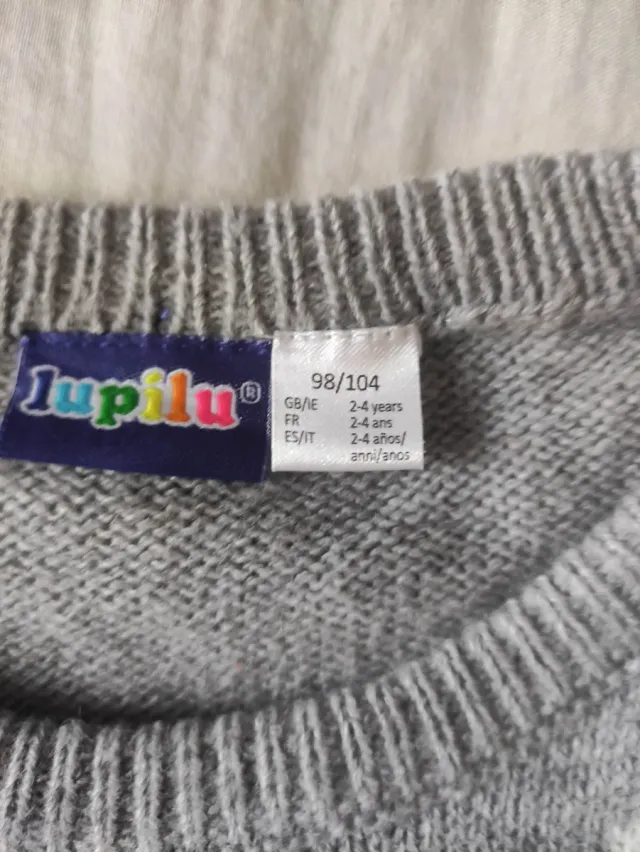 lupilu®
98/104
GB/IE 2-4 years
FR 2-4 ans
ES/IT 2-4 años/
anni/anos